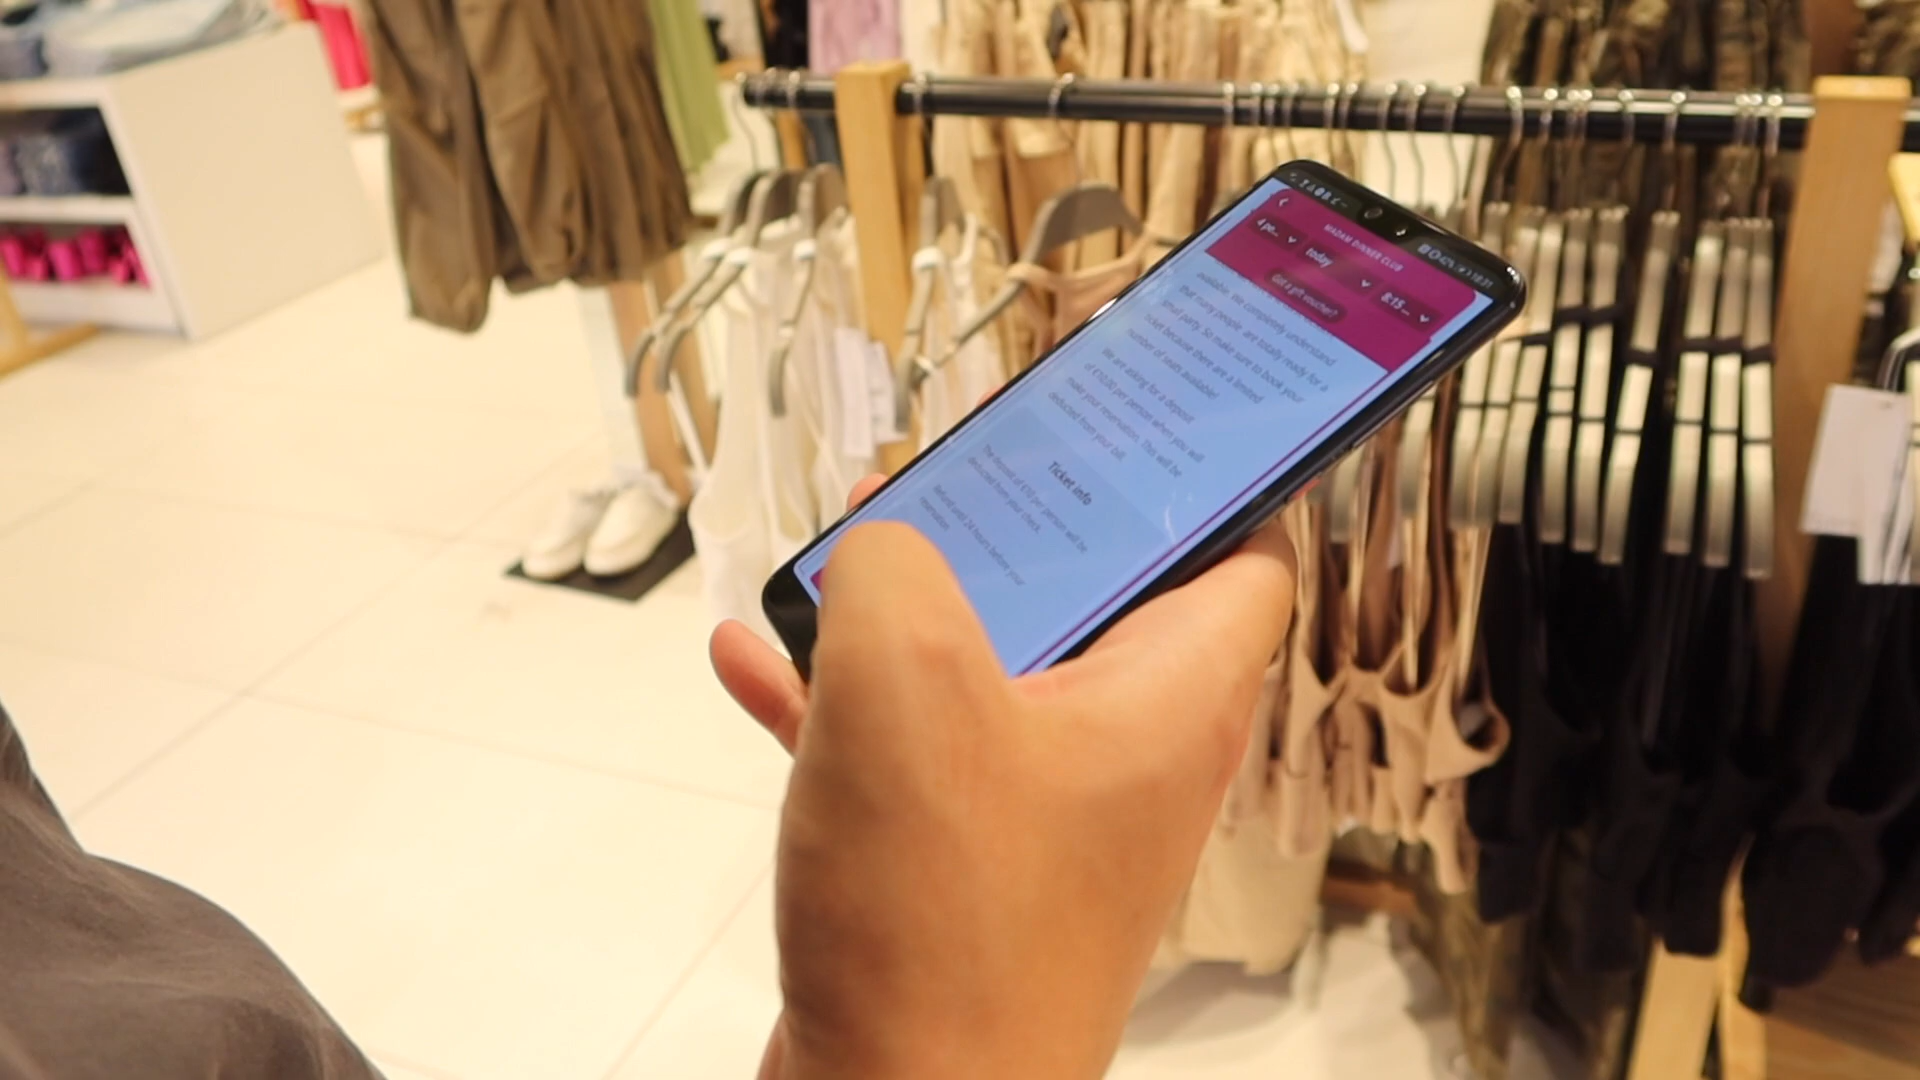 18:31
MADAM DINNER CLUB
4 pe...
today
8:15 ...
Got a gift voucher?
available. We completely understand
that many people are totally ready for a
small party. So make sure to book your
ticket because there are a limited
number of seats available!
We are asking for a deposit
of €10,00 per person when you will
make your reservation. This will be
deducted from your bill.
Ticket info
The deposit of €10 per person will be
deducted from your check.
Refund until 24 hours before your
reservation